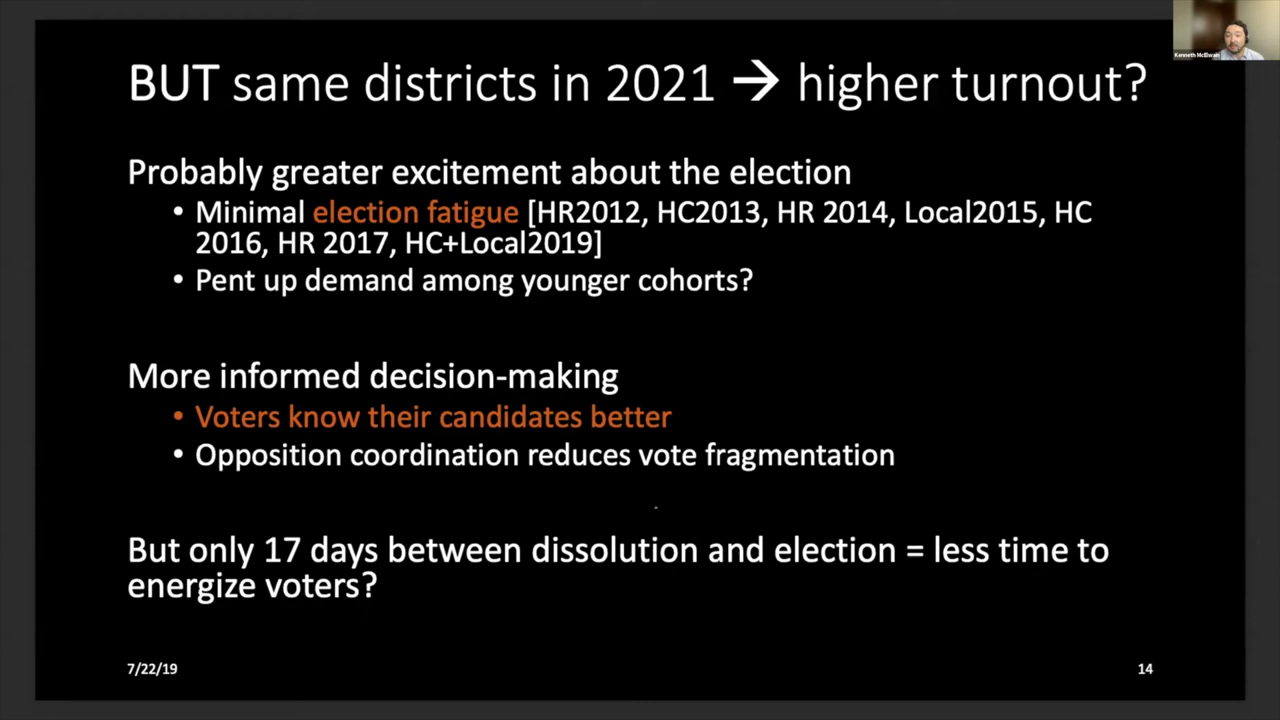 Kenneth McElwain
BUT same districts in 2021 → higher turnout?
Probably greater excitement about the election
• Minimal election fatigue [HR2012, HC2013, HR 2014, Local2015, HC
2016, HR 2017, HC+Local2019]
• Pent up demand among younger cohorts?
More informed decision-making
• Voters know their candidates better
• Opposition coordination reduces vote fragmentation
But only 17 days between dissolution and election = less time to
energize voters?
7/22/19
14